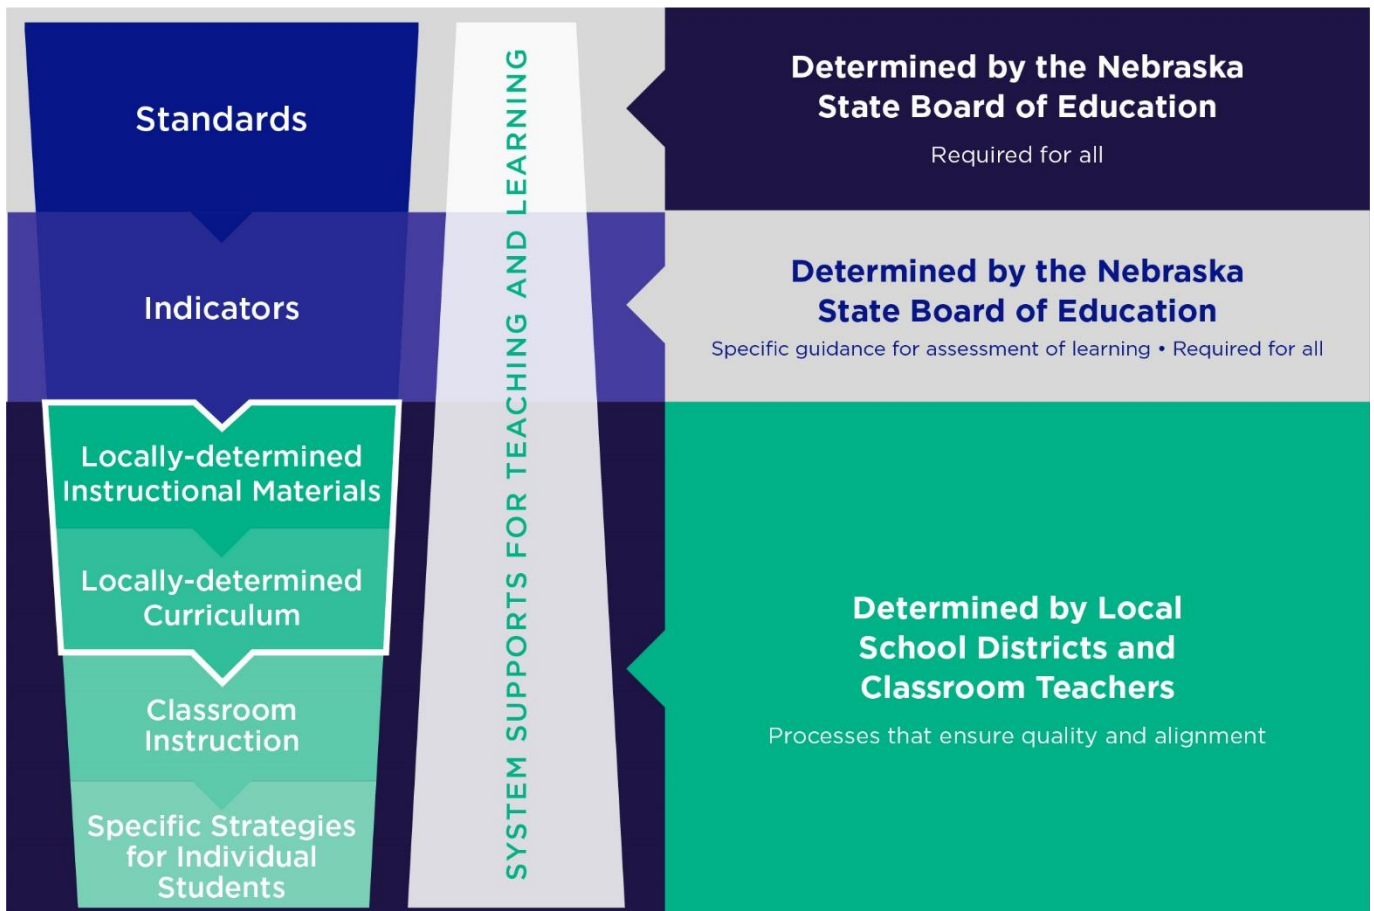 Standards
Indicators
Locally-determined
Instructional Materials
Locally-determined
Curriculum
Classroom
Instruction
Specific Strategies
for Individual
Students
SYSTEM SUPPORTS FOR TEACHING AND LEARNING
Determined by the Nebraska
State Board of Education
Required for all
Determined by the Nebraska
State Board of Education
Specific guidance for assessment of learning • Required for all
Determined by Local
School Districts and
Classroom Teachers
Processes that ensure quality and alignment